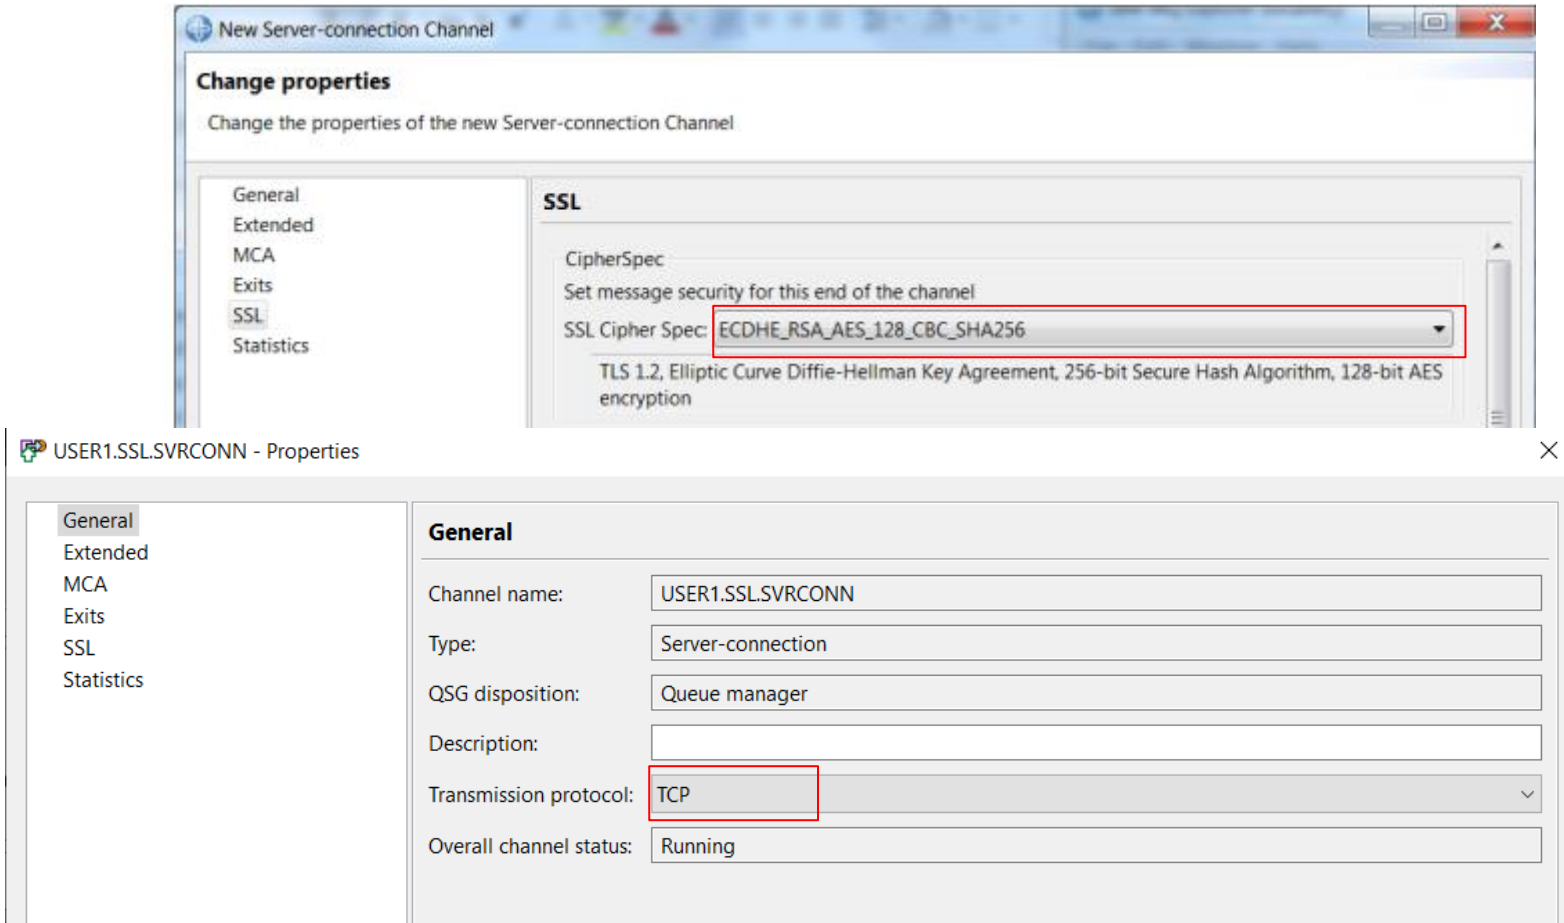 New Server-connection Channel
Change properties
Change the properties of the new Server-connection Channel
General
Extended
MCA
Exits
SSL
Statistics
SSL
CipherSpec
Set message security for this end of the channel
SSL Cipher Spec: ECDHE_RSA_AES_128_CBC_SHA256
TLS 1.2, Elliptic Curve Diffie-Hellman Key Agreement, 256-bit Secure Hash Algorithm, 128-bit AES
encryption
USER1.SSL.SVRCONN - Properties
General
Extended
MCA
Exits
SSL
Statistics
General
Channel name: USER1.SSL.SVRCONN
Type: Server-connection
QSG disposition: Queue manager
Description:
Transmission protocol: TCP
Overall channel status: Running